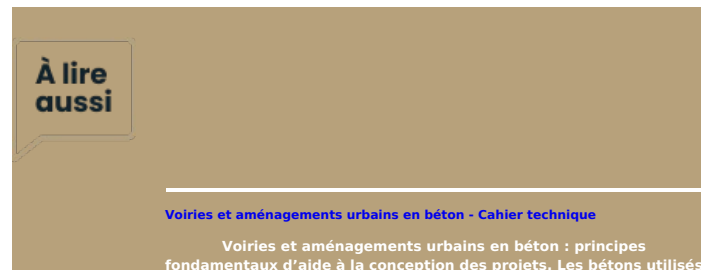 À lire
aussi
Voiries et aménagements urbains en béton - Cahier technique
Voiries et aménagements urbains en béton : principes
fondamentaux d’aide à la conception des projets. Les bétons utilisés